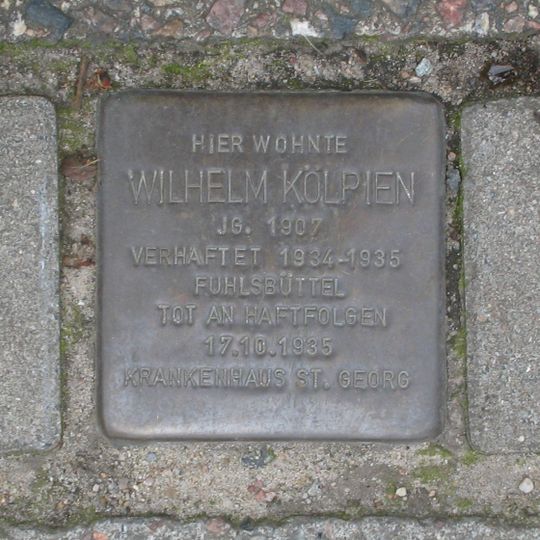 HIER WOHNTE
WILHELM KÖLPIEN
JG. 1907
VERHAFTET 1934-1935
FUHLSBÜTTEL
TOT AN HAFTFOLGEN
17.10.1935
KRANKENHAUS ST. GEORG